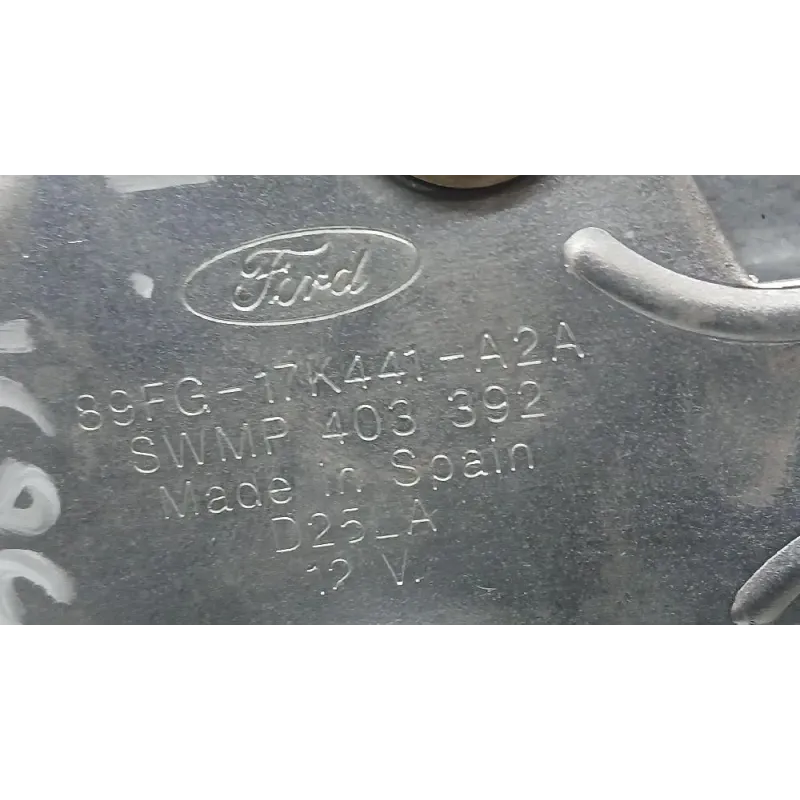 Ford
89FG-17K441-A2A
SWMP 403 392
Made in Spain
D25_A
12 V.